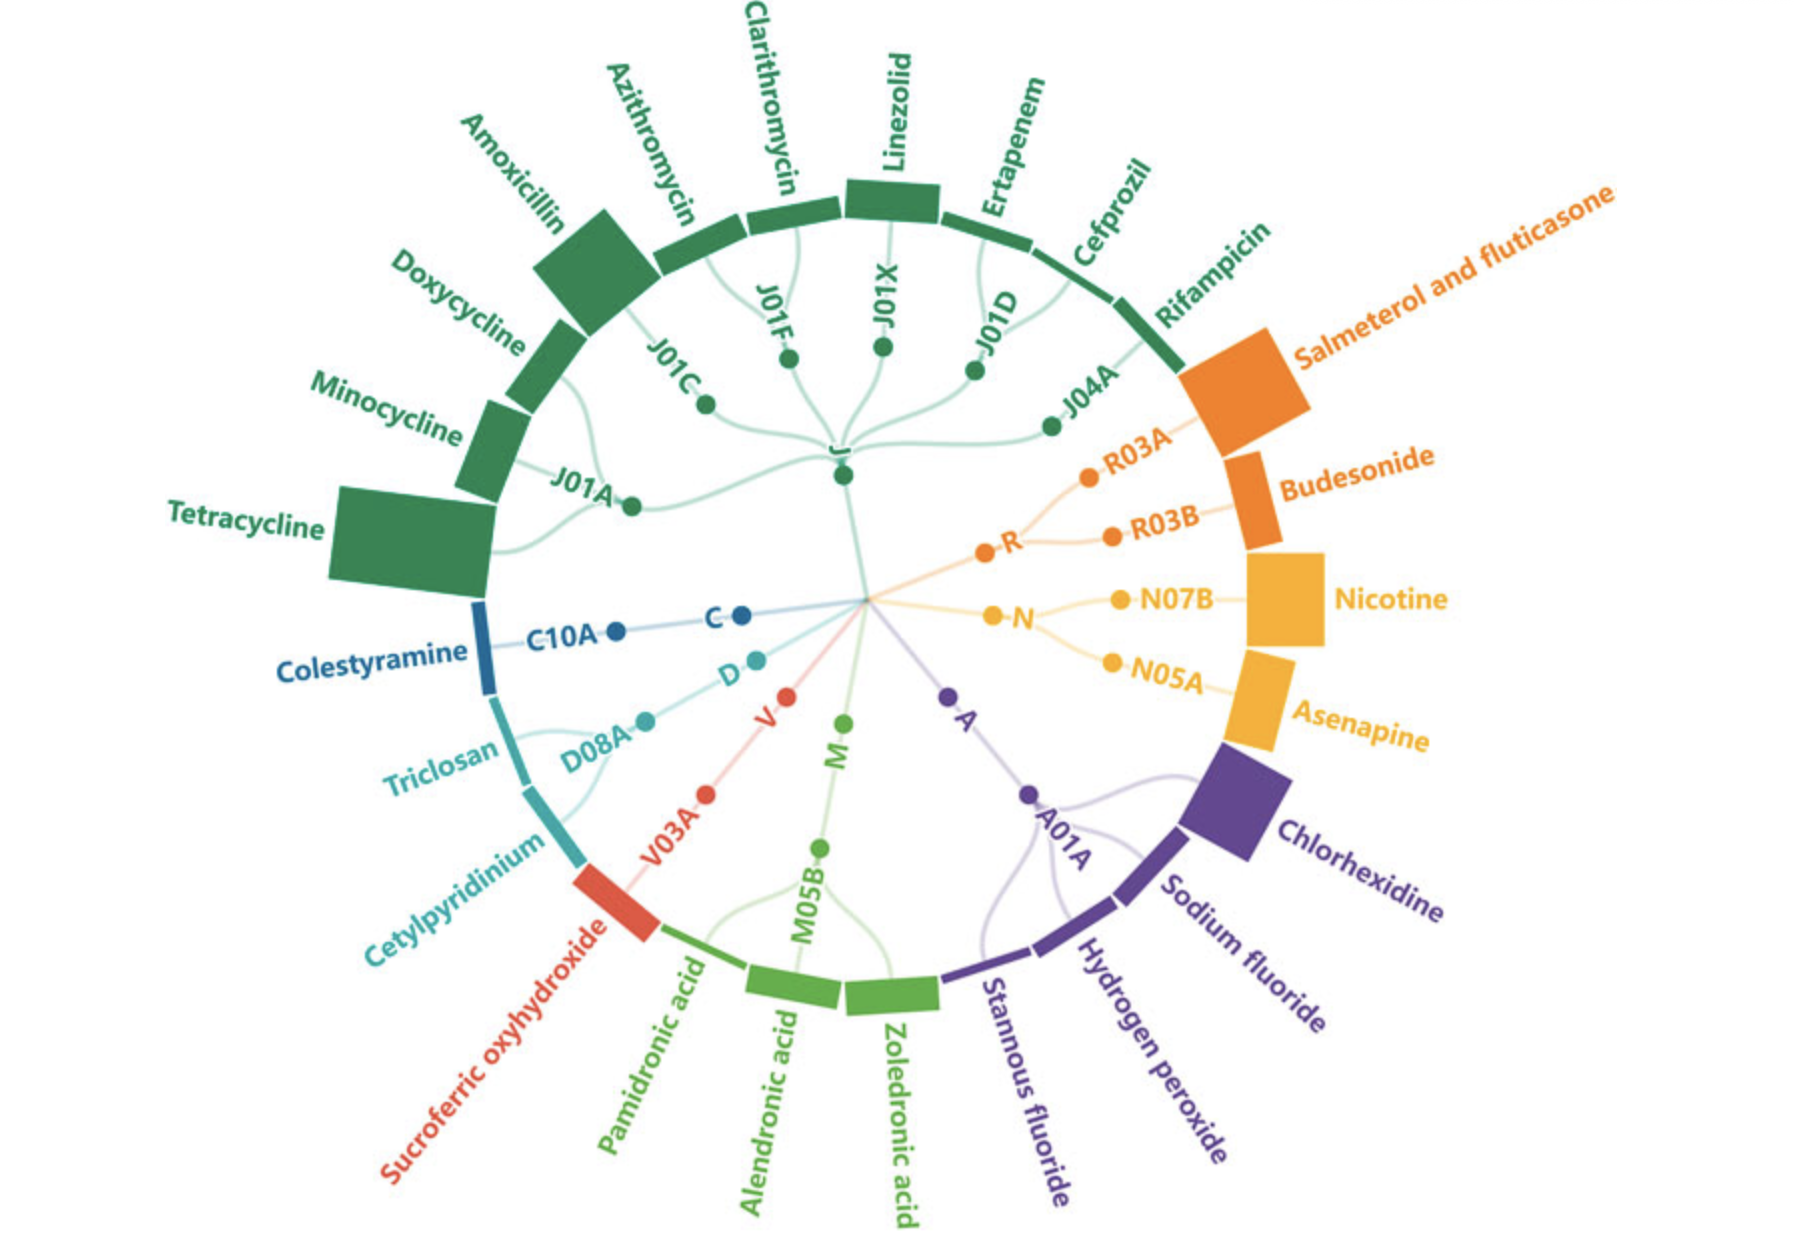 Clarithromycin
Linezolid
Ertapenem
Cefprozil
Rifampicin
Salmeterol and fluticasone
Budesonide
Nicotine
Asenapine
Chlorhexidine
Sodium fluoride
Hydrogen peroxide
Stannous fluoride
Zoledronic acid
Alendronic acid
Pamidronic acid
Sucroferric oxyhydroxide
Cetylpyridinium
Triclosan
Colestyramine
Tetracycline
Minocycline
Doxycycline
Amoxicillin
Azithromycin
J01F
J01X
J01D
J04A
R03A
R03B
N07B
N05A
A01A
M05B
V03A
D08A
C10A
J01A
J01C
J
R
N
A
M
V
D
C